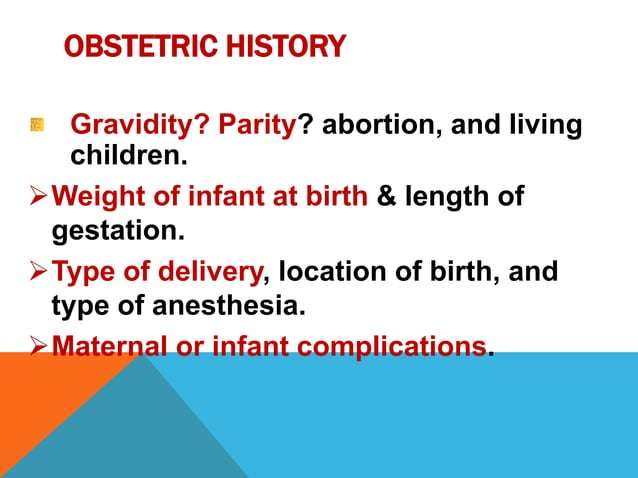 OBSTETRIC HISTORY
Gravidity? Parity? abortion, and living
children.
➢Weight of infant at birth & length of
gestation.
➢Type of delivery, location of birth, and
type of anesthesia.
➢Maternal or infant complications.